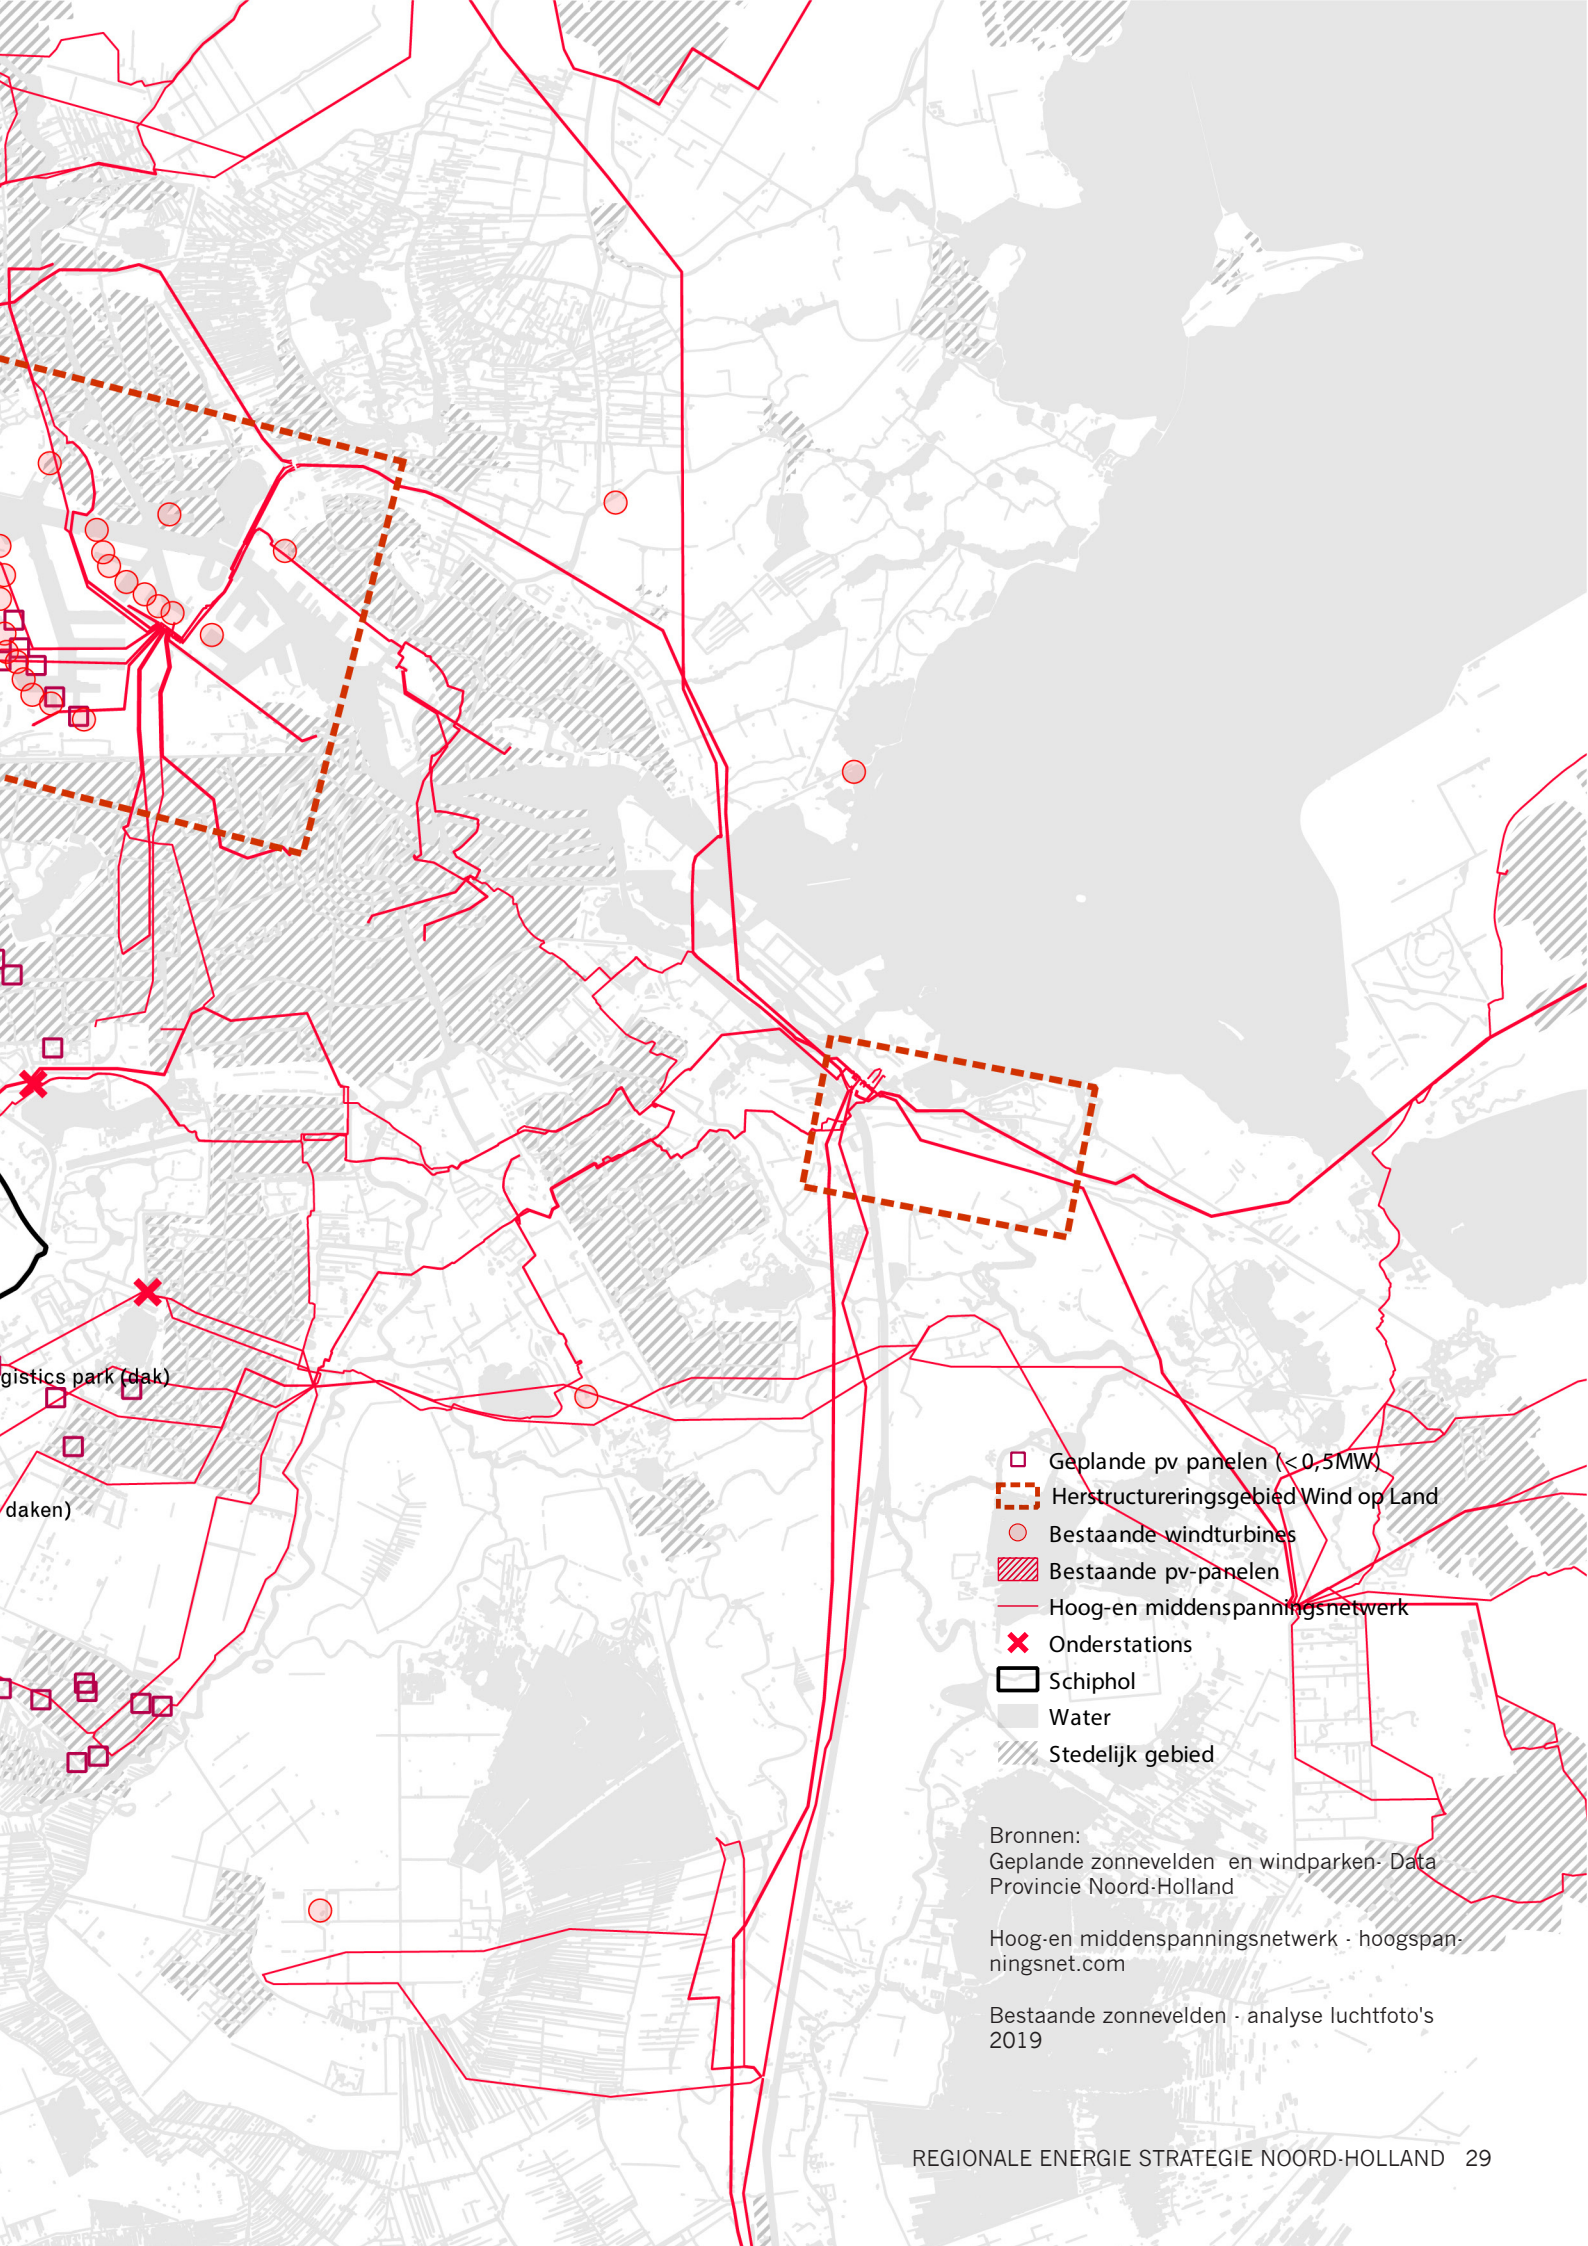 gistics park (dak)
daken)
Geplande pv panelen (<0,5MW)
Herstructureringsgebied Wind op Land
Bestaande windturbines
Bestaande pv-panelen
Hoog-en middenspanningsnetwerk
Onderstations
Schiphol
Water
Stedelijk gebied
Bronnen:
Geplande zonnevelden en windparken- Data
Provincie Noord-Holland
Hoog-en middenspanningsnetwerk - hoogspan-
ningsnet.com
Bestaande zonnevelden - analyse luchtfoto's
2019
REGIONALE ENERGIE STRATEGIE NOORD-HOLLAND 29